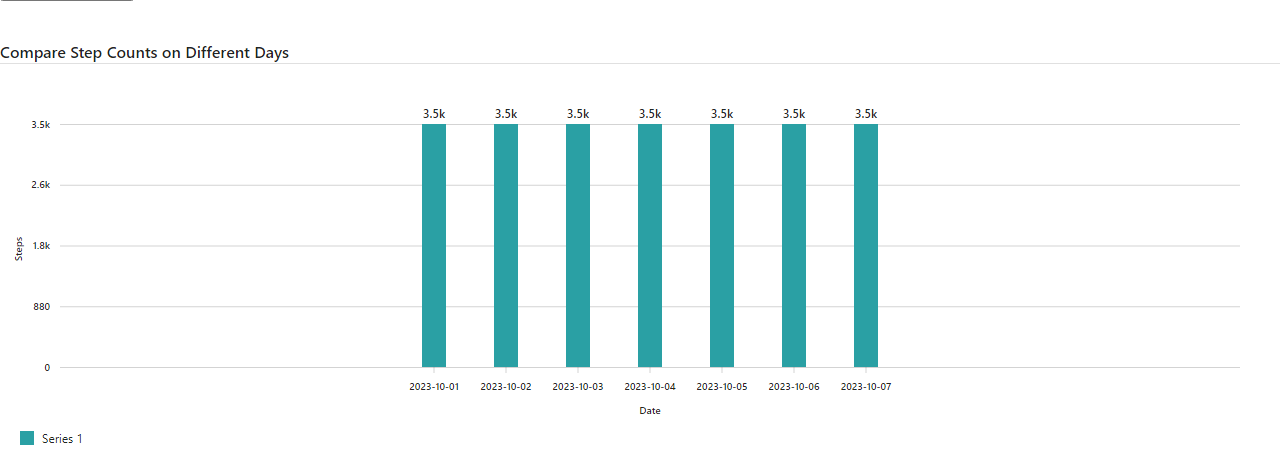 Compare Step Counts on Different Days
3.5k 3.5k 3.5k 3.5k 3.5k 3.5k 3.5k
3.5k
2.6k
1.8k
880
0
Steps
2023-10-01 2023-10-02 2023-10-03 2023-10-04 2023-10-05 2023-10-06 2023-10-07
Date
Series 1